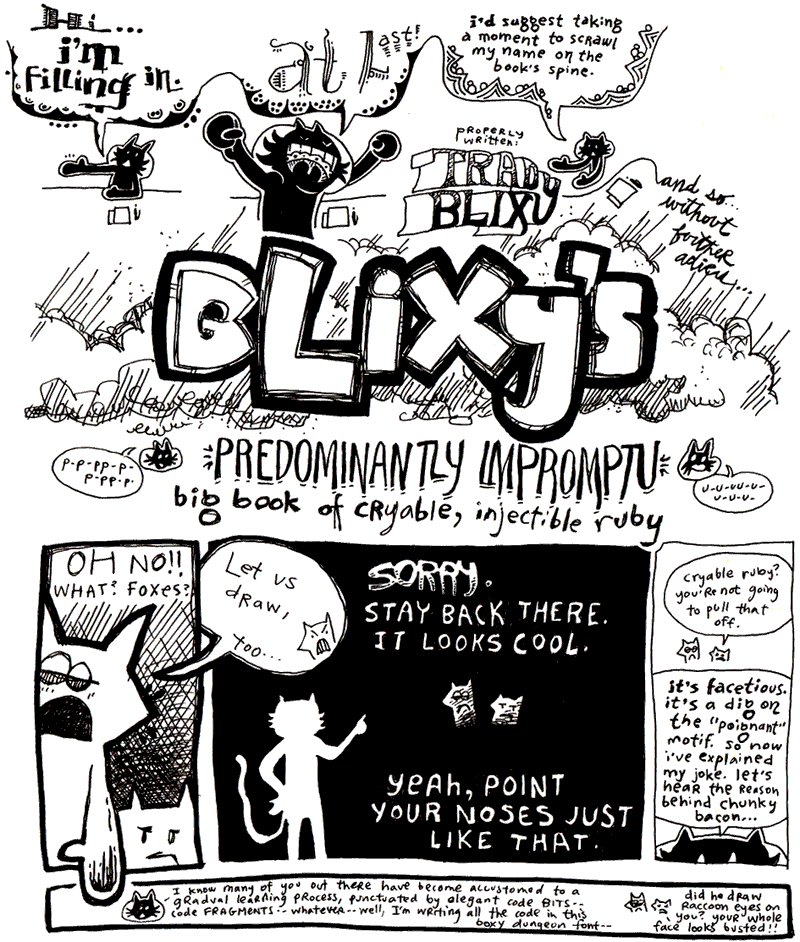 Hi...
i'm
filling in.
at last!
i'd suggest taking
a moment to scrawl
my name on the
book's spine.
properly
written:
TRADY
BLIXY
and so...
without
further
adieu...
BLiXy's
PREDOMINANTLY IMPROMPTU
big book of cryable, injectible ruby
P-P-PP-P-
P-PP-P-
U-U-UU-U-
U-U-U-
OH NO!!
WHAT? FOXES?
Let us
draw,
too...
SORRY.
STAY BACK THERE.
IT LOOKS COOL.
yeah, POINT
YOUR NOSES JUST
LIKE THAT.
cryable ruby?
you're not going
to pull that
off.
it's facetious.
it's a dig on
the "poignant"
motif. so now
i've explained
my joke. let's
hear the reason
behind chunky
bacon...
I know many of you out there have become accustomed to a
gradual learning process, punctuated by elegant code BITS--
code FRAGMENTS-- whatever-- well, I'm writing all the code in this
boxy dungeon font--
did he draw
raccoon eyes on
you? your whole
face looks busted!!